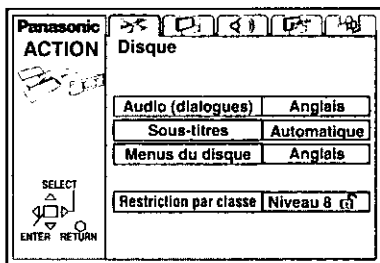 Panasonic
ACTION
Disque
Audio (dialogues) Anglais
Sous-titres Automatique
Menus du disque Anglais
Restriction par classe Niveau 8
SELECT
ENTER RETURN